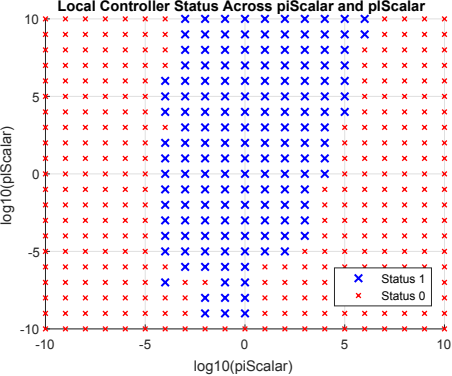 Local Controller Status Across piScalar and plScalar
10
5
0
-5
-10
log10(plScalar)
-10
-5
0
5
10
log10(piScalar)
Status 1
Status 0